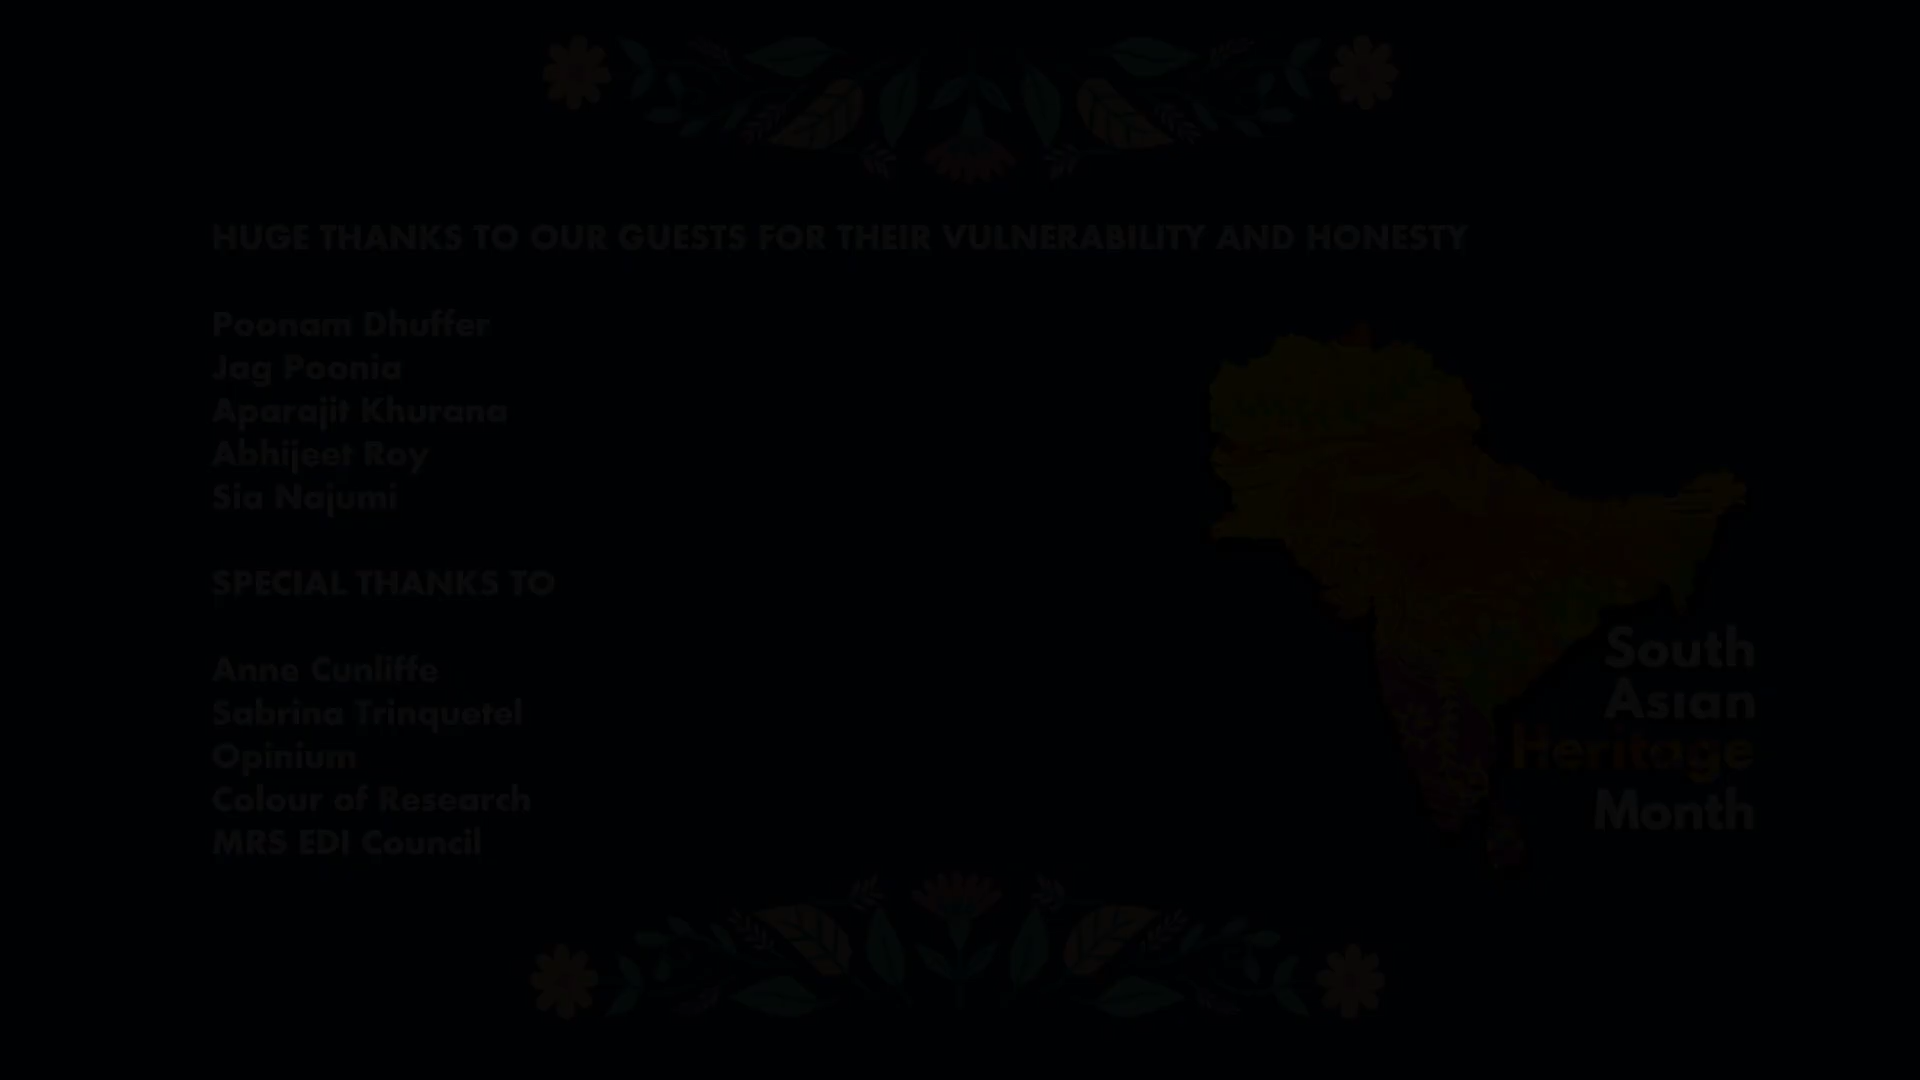 HUGE THANKS TO OUR GUESTS FOR THEIR VULNERABILITY AND HONESTY
Poonam Dhuffer
Jag Poonia
Aparajit Khurana
Abhijeet Roy
Sia Najumi
SPECIAL THANKS TO
Anne Cunliffe
Sabrina Trinquetel
Opinium
Colour of Research
MRS EDI Council
South
Asian
Heritage
Month